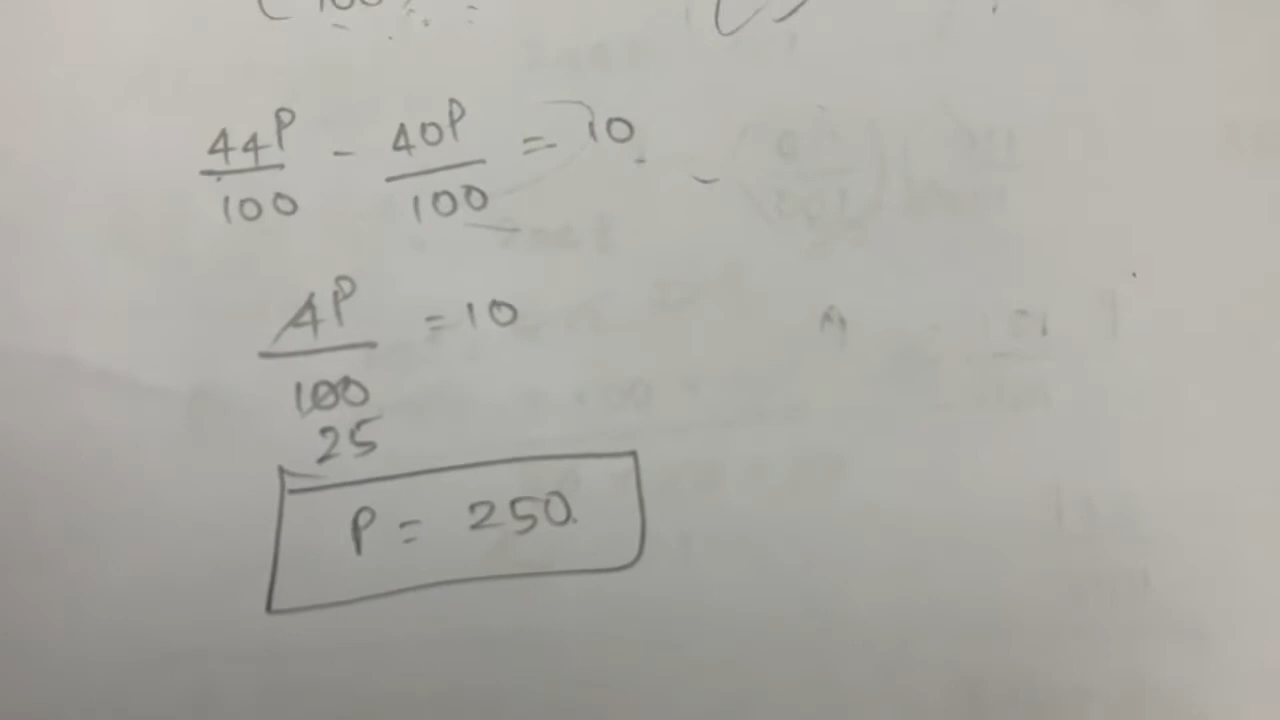 44P/100 - 40P/100 = 10
4P/100 = 10
25
P = 250.